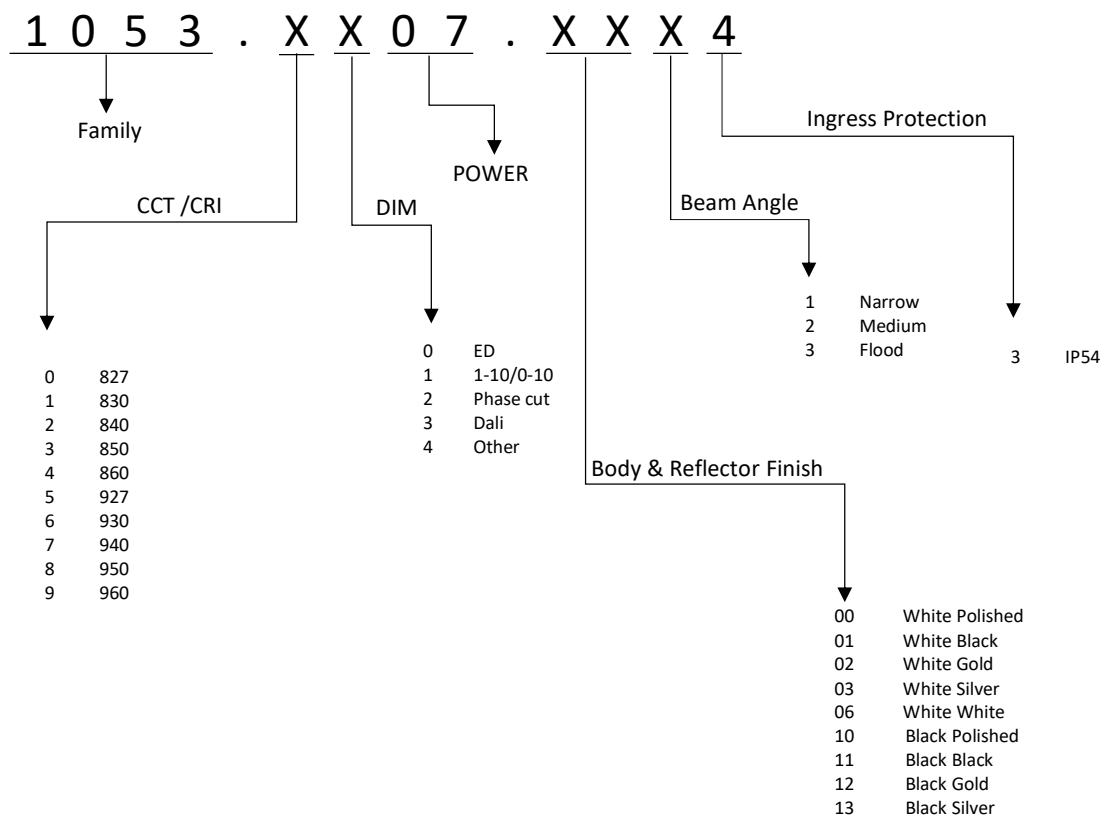 1 0 5 3 . X X 0 7 . X X X 4
Family
POWER
Ingress Protection
CCT /CRI
DIM
Beam Angle
0 827
1 830
2 840
3 850
4 860
5 927
6 930
7 940
8 950
9 960
0 ED
1 1-10/0-10
2 Phase cut
3 Dali
4 Other
1 Narrow
2 Medium
3 Flood
3 IP54
Body & Reflector Finish
00 White Polished
01 White Black
02 White Gold
03 White Silver
06 White White
10 Black Polished
11 Black Black
12 Black Gold
13 Black Silver